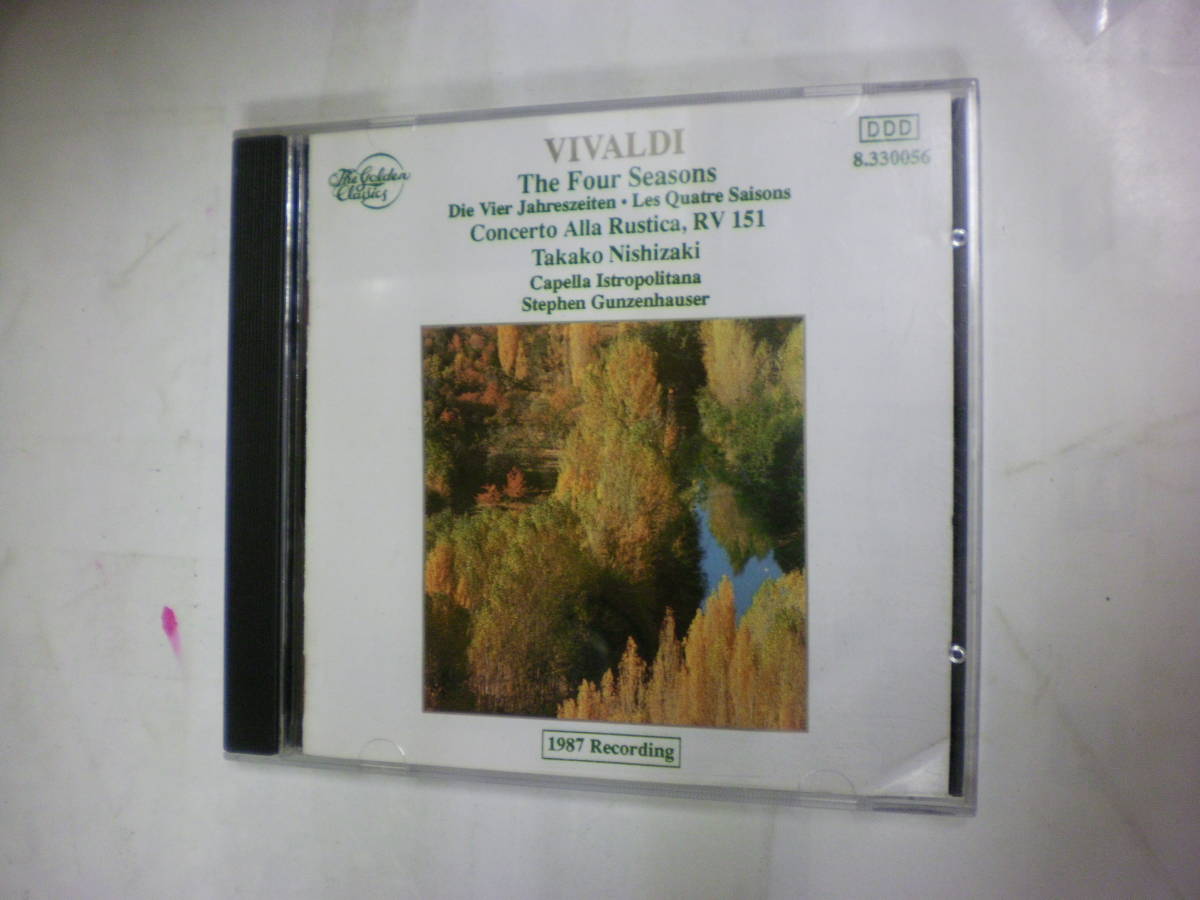 The Golden
Classics
VIVALDI
DDD
8.330056
The Four Seasons
Die Vier Jahreszeiten • Les Quatre Saisons
Concerto Alla Rustica, RV 151
Takako Nishizaki
Capella Istropolitana
Stephen Gunzenhauser
1987 Recording